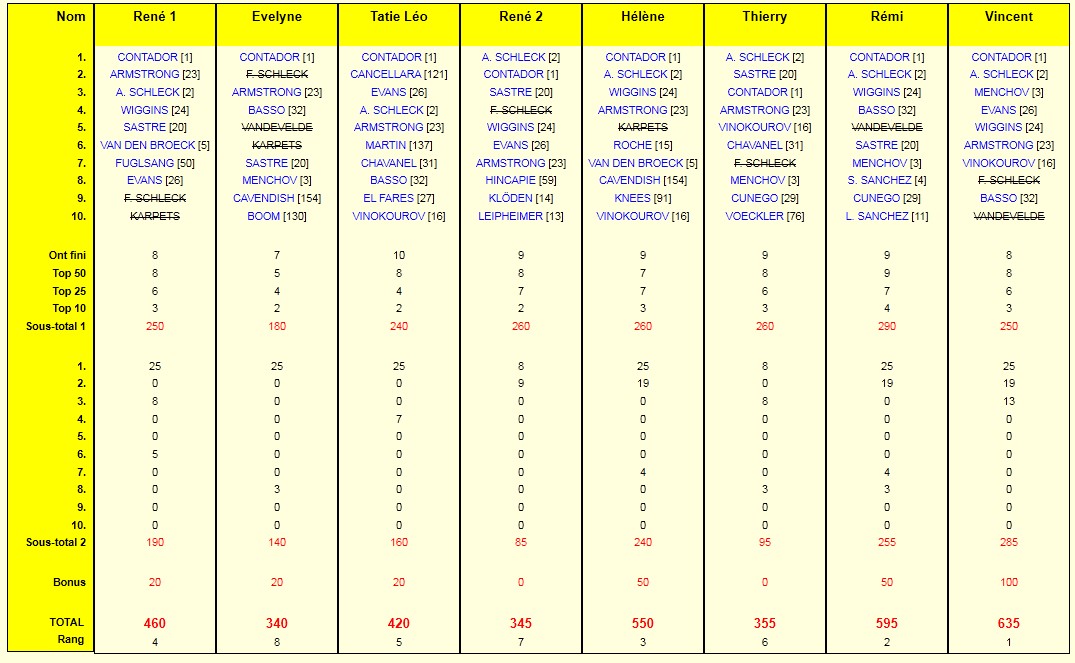 Nom René 1 Evelyne Tatie Léo René 2 Hélène Thierry Rémi Vincent
1. CONTADOR [1] CONTADOR [1] CONTADOR [1] A. SCHLECK [2] CONTADOR [1] A. SCHLECK [2] CONTADOR [1] CONTADOR [1]
2. ARMSTRONG [23] F. SCHLECK CANCELLARA [121] CONTADOR [1] A. SCHLECK [2] SASTRE [20] A. SCHLECK [2] A. SCHLECK [2]
3. A. SCHLECK [2] ARMSTRONG [23] EVANS [26] SASTRE [20] WIGGINS [24] CONTADOR [1] WIGGINS [24] MENCHOV [3]
4. WIGGINS [24] BASSO [32] A. SCHLECK [2] F. SCHLECK ARMSTRONG [23] ARMSTRONG [23] BASSO [32] EVANS [26]
5. SASTRE [20] VANDEVELDE ARMSTRONG [23] WIGGINS [24] KARPETS VINOKOUROV [16] VANDEVELDE WIGGINS [24]
6. VAN DEN BROECK [5] KARPETS MARTIN [137] EVANS [26] ROCHE [15] CHAVANEL [31] SASTRE [20] ARMSTRONG [23]
7. FUGLSANG [50] SASTRE [20] CHAVANEL [31] ARMSTRONG [23] VAN DEN BROECK [5] F. SCHLECK MENCHOV [3] VINOKOUROV [16]
8. EVANS [26] MENCHOV [3] BASSO [32] HINCAPIE [59] CAVENDISH [154] MENCHOV [3] S. SANCHEZ [4] F. SCHLECK
9. F. SCHLECK CAVENDISH [154] EL FARES [27] KLÖDEN [14] KNEES [91] CUNEGO [29] CUNEGO [29] BASSO [32]
10. KARPETS BOOM [130] VINOKOUROV [16] LEIPHEIMER [13] VINOKOUROV [16] VOECKLER [76] L. SANCHEZ [11] VANDEVELDE
Ont fini 8 7 10 9 9 9 9 8
Top 50 8 5 8 8 7 8 9 8
Top 25 6 4 4 7 7 6 7 6
Top 10 3 2 2 2 3 3 4 3
Sous-total 1 250 180 240 260 260 260 290 250
1. 25 25 25 8 25 8 25 25
2. 0 0 0 9 19 0 19 19
3. 8 0 0 0 0 8 0 13
4. 0 0 7 0 0 0 0 0
5. 0 0 0 0 0 0 0 0
6. 5 0 0 0 0 0 0 0
7. 0 0 0 0 4 0 4 0
8. 0 3 0 0 0 3 3 0
9. 0 0 0 0 0 0 0 0
10. 0 0 0 0 0 0 0 0
Sous-total 2 190 140 160 85 240 95 255 285
Bonus 20 20 20 0 50 0 50 100
TOTAL 460 340 420 345 550 355 595 635
Rang 4 8 5 7 3 6 2 1